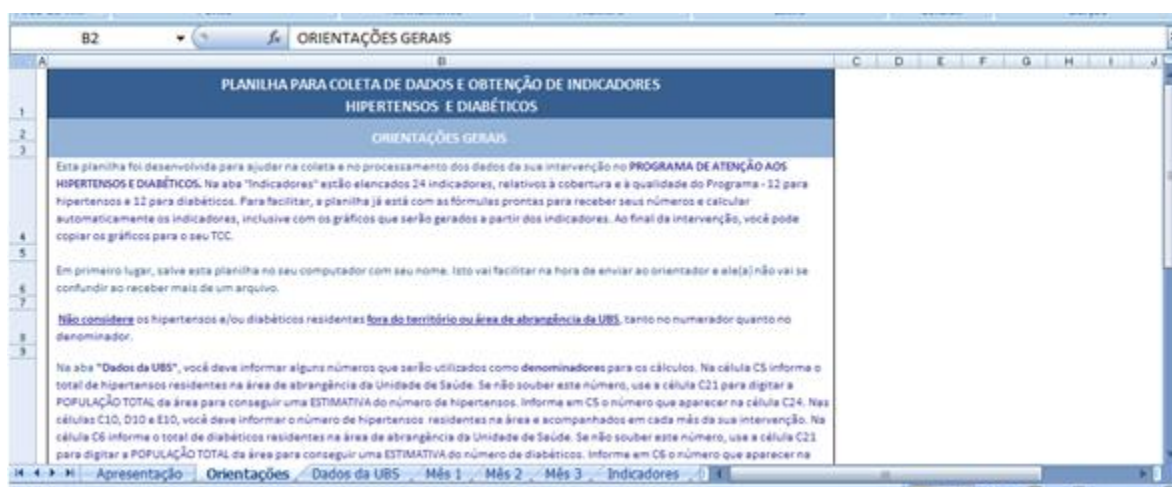 B2 fx ORIENTAÇÕES GERAIS
A B C D E F G H I J
1 PLANILHA PARA COLETA DE DADOS E OBTENÇÃO DE INDICADORES
HIPERTENSOS E DIABÉTICOS
2 ORIENTAÇÕES GERAIS
3
Esta planilha foi desenvolvida para ajudar na coleta e no processamento dos dados da sua intervenção no PROGRAMA DE ATENÇÃO AOS
HIPERTENSOS E DIABÉTICOS. Na aba "Indicadores" estão elencados 24 indicadores, relativos à cobertura e à qualidade do Programa - 12 para
hipertensos e 12 para diabéticos. Para facilitar, a planilha já está com as fórmulas prontas para receber seus números e calcular
automaticamente os indicadores, inclusive com os gráficos que serão gerados a partir dos indicadores. Ao final da intervenção, você pode
4 copiar os gráficos para o seu TCC.
5
Em primeiro lugar, salve esta planilha no seu computador com seu nome. Isto vai facilitar na hora de enviar ao orientador e ele(a) não vai se
6 confundir ao receber mais de um arquivo.
7
Não considere os hipertensos e/ou diabéticos residentes fora do território ou área de abrangência da UBS, tanto no numerador quanto no
8 denominador.
9
Na aba "Dados da UBS", você deve informar alguns números que serão utilizados como denominadores para os cálculos. Na célula C5 informe o
total de hipertensos residentes na área de abrangência da Unidade de Saúde. Se não souber este número, use a célula C21 para digitar a
POPULAÇÃO TOTAL da área para conseguir uma ESTIMATIVA do número de hipertensos. Informe em C5 o número que aparecer na célula C24. Nas
células C10, D10 e E10, você deve informar o número de hipertensos residentes na área e acompanhados em cada mês da sua intervenção. Na
célula C6 informe o total de diabéticos residentes na área de abrangência da Unidade de Saúde. Se não souber este número, use a célula C21
para digitar a POPULAÇÃO TOTAL da área para conseguir uma ESTIMATIVA do número de diabéticos. Informe em C6 o número que aparecer na
Apresentação Orientações Dados da UBS Mês 1 Mês 2 Mês 3 Indicadores